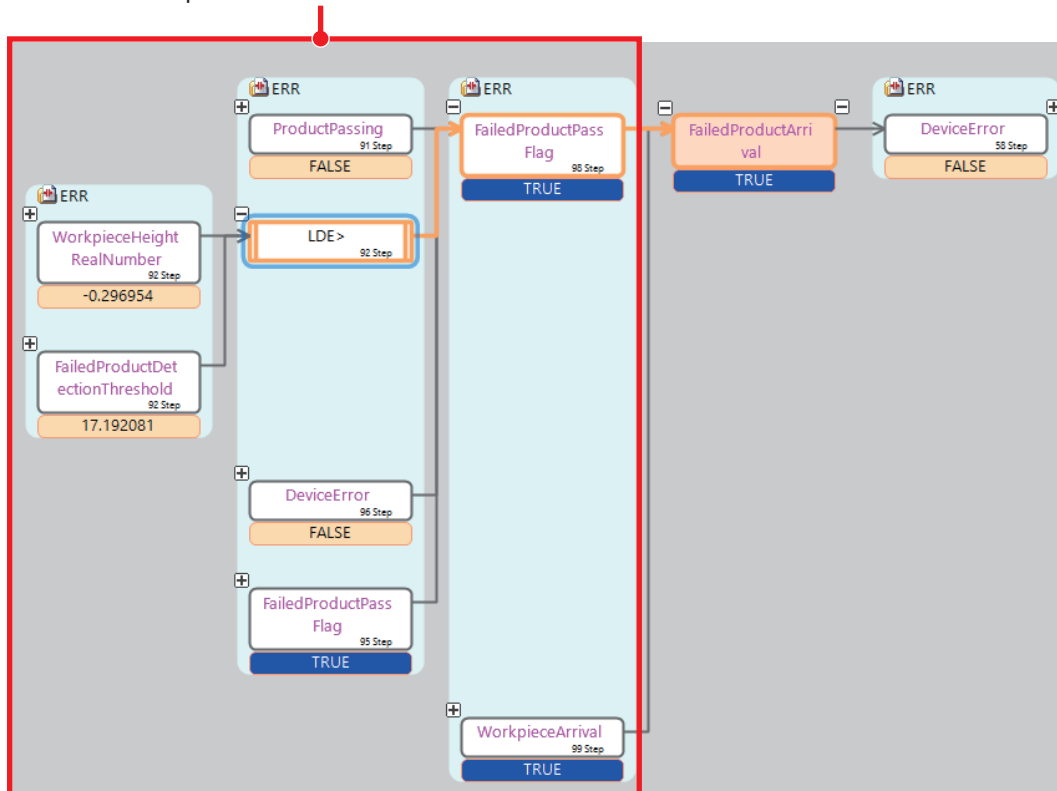 ERR
WorkpieceHeight
RealNumber
92 Step
-0.296954
FailedProductDet
ectionThreshold
92 Step
17.192081
ERR
ProductPassing
91 Step
FALSE
LDE>
92 Step
DeviceError
96 Step
FALSE
FailedProductPass
Flag
95 Step
TRUE
ERR
FailedProductPass
Flag
98 Step
TRUE
WorkpieceArrival
99 Step
TRUE
FailedProductArri
val
TRUE
ERR
DeviceError
58 Step
FALSE